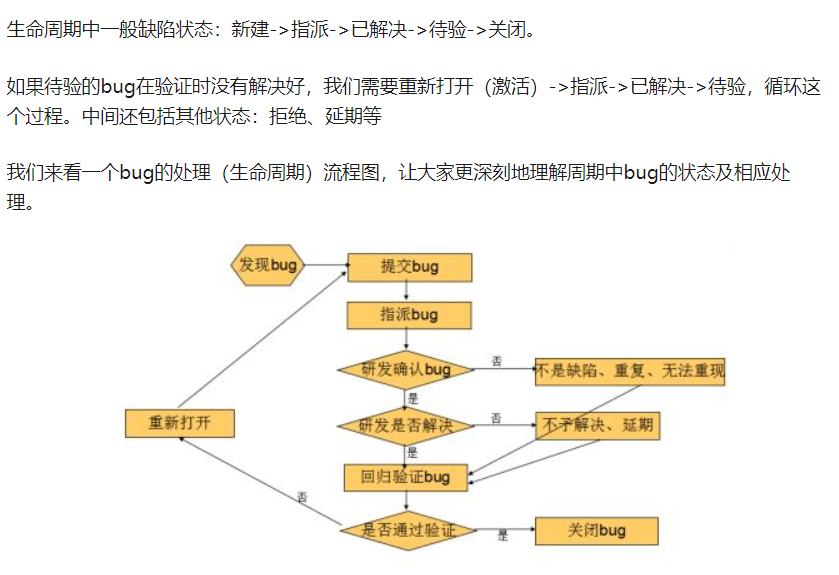 生命周期中一般缺陷状态：新建->指派->已解决->待验->关闭。
如果待验的bug在验证时没有解决好，我们需要重新打开（激活）->指派->已解决->待验，循环这
个过程。中间还包括其他状态：拒绝、延期等
我们来看一个bug的处理（生命周期）流程图，让大家更深刻地理解周期中bug的状态及相应处
理。
发现bug
提交bug
指派bug
研发确认bug
否
不是缺陷、重复、无法重现
是
重新打开
研发是否解决
否
不矛解决、延期
是
回归验证bug
否
是否通过验证
是
关闭bug